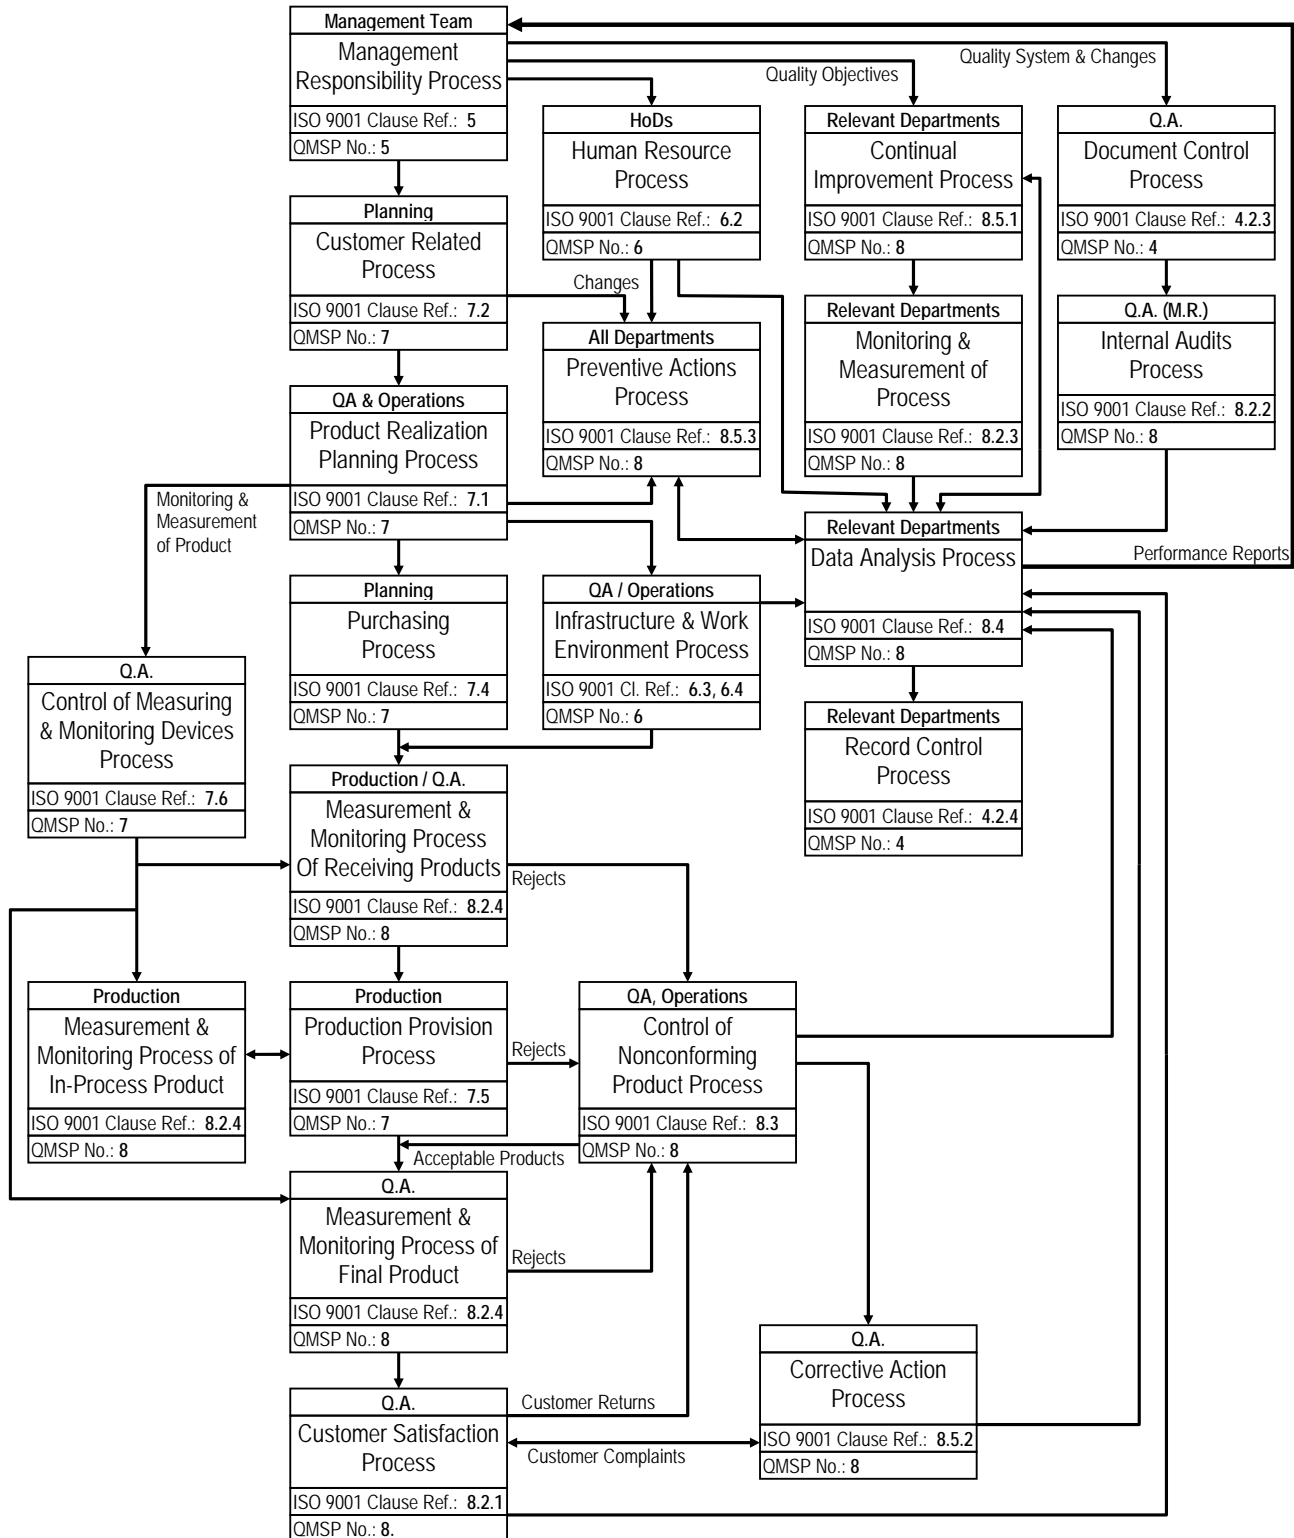 Management Team
Management
Responsibility Process
ISO 9001 Clause Ref.: 5
QMSP No.: 5
Quality System & Changes
Quality Objectives
HoDs
Human Resource
Process
ISO 9001 Clause Ref.: 6.2
QMSP No.: 6
Relevant Departments
Continual
Improvement Process
ISO 9001 Clause Ref.: 8.5.1
QMSP No.: 8
Q.A.
Document Control
Process
ISO 9001 Clause Ref.: 4.2.3
QMSP No.: 4
Planning
Customer Related
Process
ISO 9001 Clause Ref.: 7.2
QMSP No.: 7
Changes
All Departments
Preventive Actions
Process
ISO 9001 Clause Ref.: 8.5.3
QMSP No.: 8
Relevant Departments
Monitoring &
Measurement of
Process
ISO 9001 Clause Ref.: 8.2.3
QMSP No.: 8
Q.A. (M.R.)
Internal Audits
Process
ISO 9001 Clause Ref.: 8.2.2
QMSP No.: 8
QA & Operations
Product Realization
Planning Process
ISO 9001 Clause Ref.: 7.1
QMSP No.: 7
Monitoring &
Measurement
of Product
Relevant Departments
Data Analysis Process
ISO 9001 Clause Ref.: 8.4
QMSP No.: 8
Performance Reports
Planning
Purchasing
Process
ISO 9001 Clause Ref.: 7.4
QMSP No.: 7
QA / Operations
Infrastructure & Work
Environment Process
ISO 9001 Cl. Ref.: 6.3, 6.4
QMSP No.: 6
Q.A.
Control of Measuring
& Monitoring Devices
Process
ISO 9001 Clause Ref.: 7.6
QMSP No.: 7
Relevant Departments
Record Control
Process
ISO 9001 Clause Ref.: 4.2.4
QMSP No.: 4
Production / Q.A.
Measurement &
Monitoring Process
Of Receiving Products
ISO 9001 Clause Ref.: 8.2.4
QMSP No.: 8
Rejects
Production
Measurement &
Monitoring Process of
In-Process Product
ISO 9001 Clause Ref.: 8.2.4
QMSP No.: 8
Production
Production Provision
Process
ISO 9001 Clause Ref.: 7.5
QMSP No.: 7
Rejects
QA, Operations
Control of
Nonconforming
Product Process
ISO 9001 Clause Ref.: 8.3
QMSP No.: 8
Acceptable Products
Q.A.
Measurement &
Monitoring Process of
Final Product
ISO 9001 Clause Ref.: 8.2.4
QMSP No.: 8
Rejects
Q.A.
Corrective Action
Process
ISO 9001 Clause Ref.: 8.5.2
QMSP No.: 8
Q.A.
Customer Satisfaction
Process
ISO 9001 Clause Ref.: 8.2.1
QMSP No.: 8.
Customer Returns
Customer Complaints